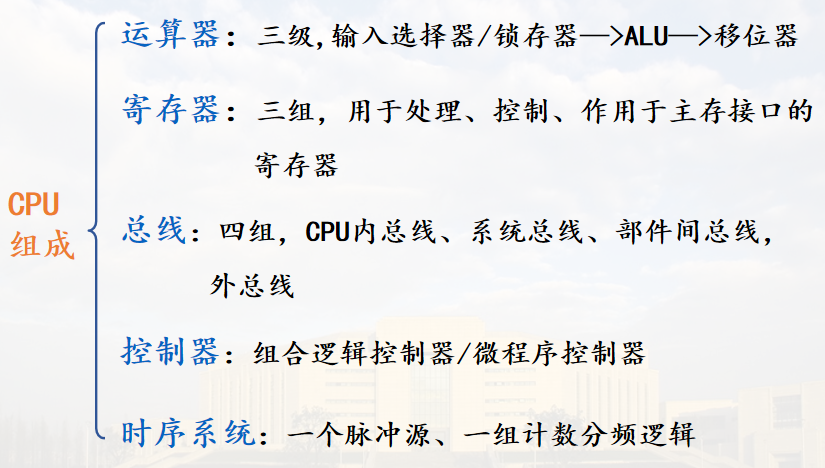 运算器：三级,输入选择器/锁存器—>ALU—>移位器
寄存器：三组，用于处理、控制、作用于主存接口的
寄存器
CPU
组成
总线：四组，CPU内总线、系统总线、部件间总线，
外总线
控制器：组合逻辑控制器/微程序控制器
时序系统：一个脉冲源、一组计数分频逻辑